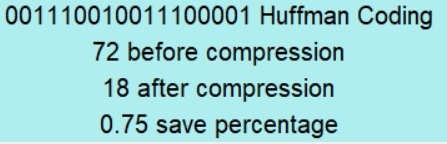 001110010011100001 Huffman Coding
72 before compression
18 after compression
0.75 save percentage